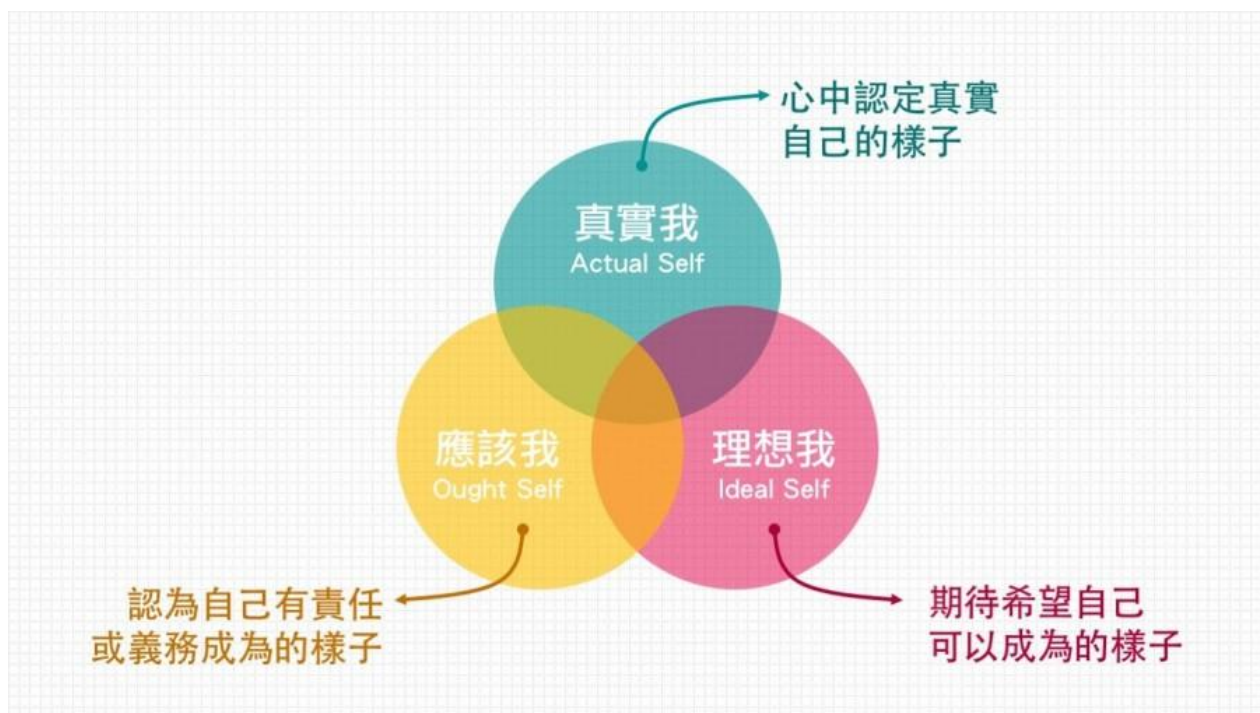 心中認定真實
自己的樣子
真實我
Actual Self
應該我
Ought Self
理想我
Ideal Self
認為自己有責任
或義務成為的樣子
期待希望自己
可以成為的樣子